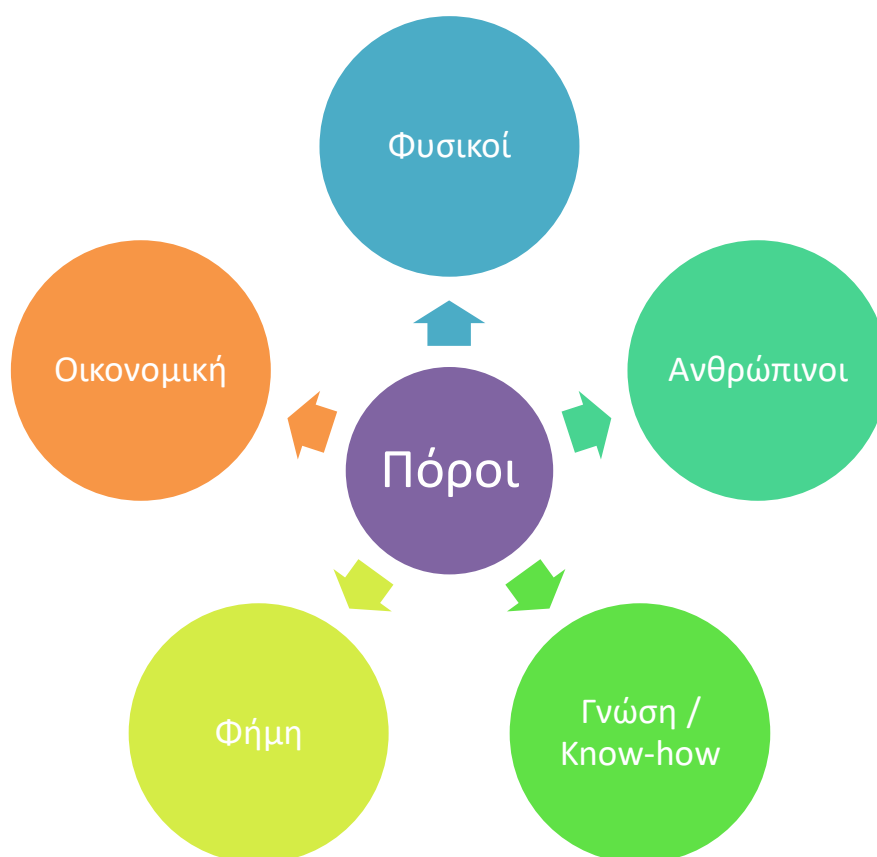 Φυσικοί
Οικονομική
Ανθρώπινοι
Πόροι
Φήμη
Γνώση /
Know-how